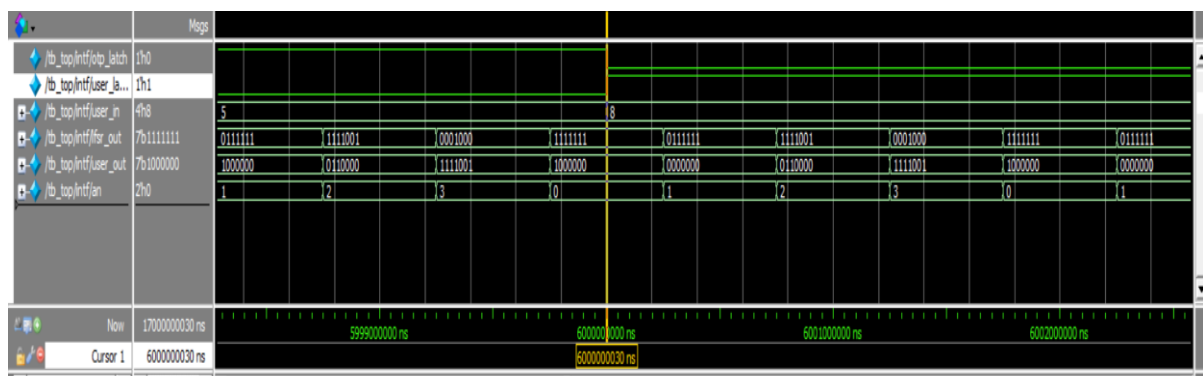 Msgs
/tb_top/intf/otp_latch 1'h0
/tb_top/intf/user_la... 1'h1
/tb_top/intf/user_in 4'h8 5 8
/tb_top/intf/lfsr_out 7'b1111111 0111111 1111001 0001000 1111111 0111111 1111001 0001000 1111111 0111111
/tb_top/intf/user_out 7'b1000000 1000000 0110000 1111001 1000000 0000000 0110000 1111001 1000000 0000000
/tb_top/intf/an 2'h0 1 2 3 0 1 2 3 0 1
Now 17000000030 ns 5999000000 ns 6000000000 ns 6001000000 ns 6002000000 ns
Cursor 1 6000000030 ns 6000000030 ns